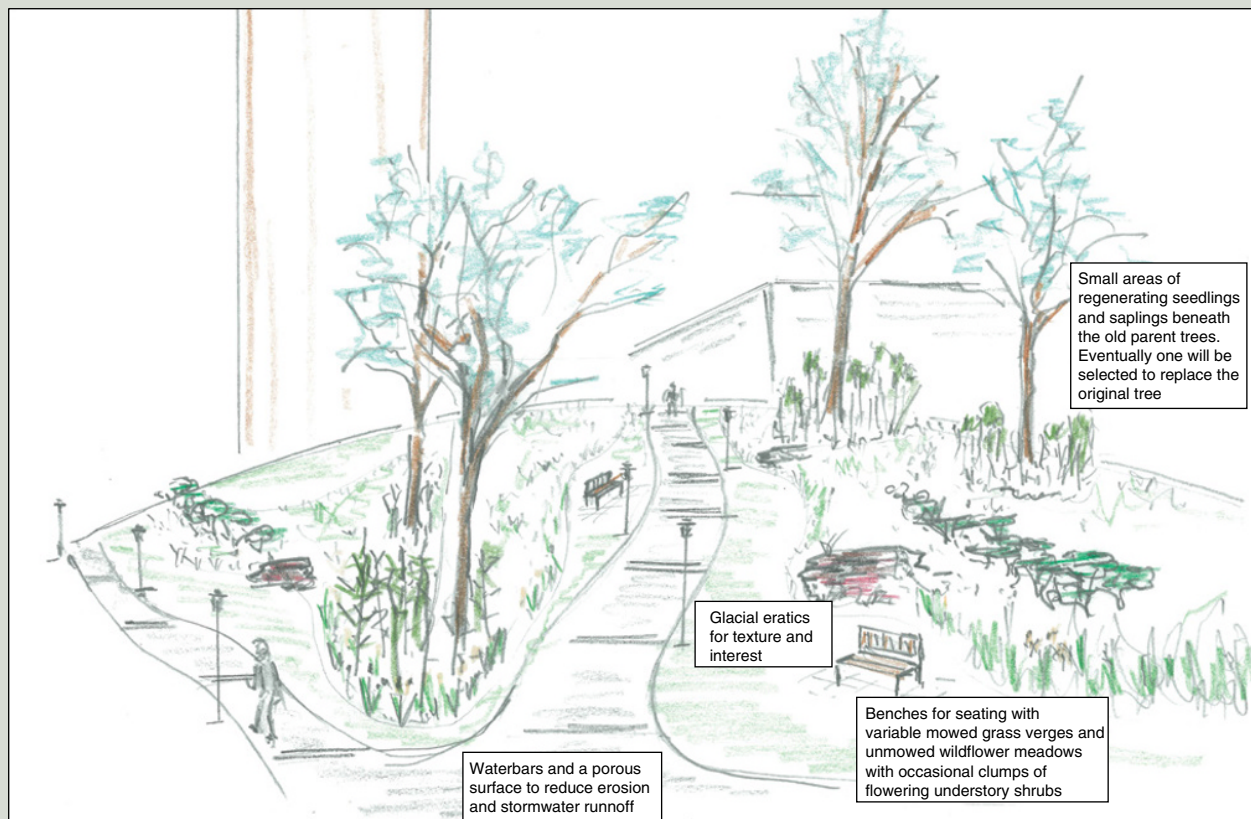 Small areas of
regenerating seedlings
and saplings beneath
the old parent trees.
Eventually one will be
selected to replace the
original tree
Glacial eratics
for texture and
interest
Benches for seating with
variable mowed grass verges and
unmowed wildflower meadows
with occasional clumps of
flowering understory shrubs
Waterbars and a porous
surface to reduce erosion
and stormwater runnoff